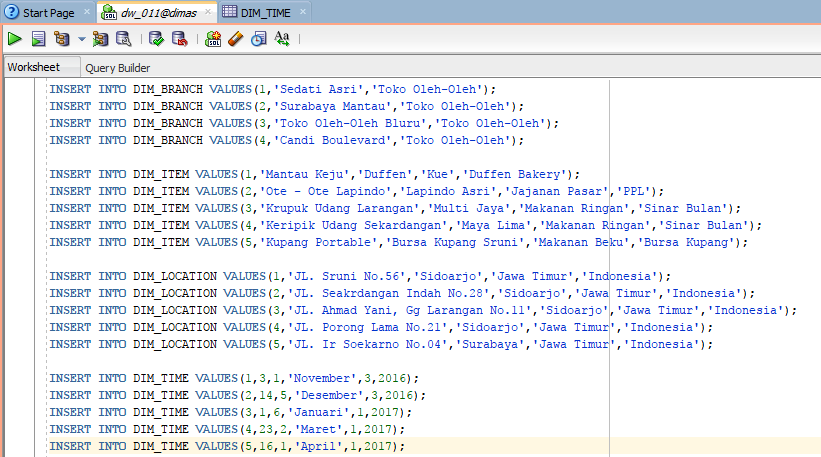 Start Page dw_011@dimas DIM_TIME
Worksheet Query Builder
INSERT INTO DIM_BRANCH VALUES(1,'Sedati Asri','Toko Oleh-Oleh');
INSERT INTO DIM_BRANCH VALUES(2,'Surabaya Mantau','Toko Oleh-Oleh');
INSERT INTO DIM_BRANCH VALUES(3,'Toko Oleh-Oleh Bluru','Toko Oleh-Oleh');
INSERT INTO DIM_BRANCH VALUES(4,'Candi Boulevard','Toko Oleh-Oleh');
INSERT INTO DIM_ITEM VALUES(1,'Mantau Keju','Duffen','Kue','Duffen Bakery');
INSERT INTO DIM_ITEM VALUES(2,'Ote - Ote Lapindo','Lapindo Asri','Jajanan Pasar','PPL');
INSERT INTO DIM_ITEM VALUES(3,'Krupuk Udang Larangan','Multi Jaya','Makanan Ringan','Sinar Bulan');
INSERT INTO DIM_ITEM VALUES(4,'Keripik Udang Sekardangan','Maya Lima','Makanan Ringan','Sinar Bulan');
INSERT INTO DIM_ITEM VALUES(5,'Kupang Portable','Bursa Kupang Sruni','Makanan Beku','Bursa Kupang');
INSERT INTO DIM_LOCATION VALUES(1,'JL. Sruni No.56','Sidoarjo','Jawa Timur','Indonesia');
INSERT INTO DIM_LOCATION VALUES(2,'JL. Seakrdangan Indah No.28','Sidoarjo','Jawa Timur','Indonesia');
INSERT INTO DIM_LOCATION VALUES(3,'JL. Ahmad Yani, Gg Larangan No.11','Sidoarjo','Jawa Timur','Indonesia');
INSERT INTO DIM_LOCATION VALUES(4,'JL. Porong Lama No.21','Sidoarjo','Jawa Timur','Indonesia');
INSERT INTO DIM_LOCATION VALUES(5,'JL. Ir Soekarno No.04','Surabaya','Jawa Timur','Indonesia');
INSERT INTO DIM_TIME VALUES(1,3,1,'November',3,2016);
INSERT INTO DIM_TIME VALUES(2,14,5,'Desember',3,2016);
INSERT INTO DIM_TIME VALUES(3,1,6,'Januari',1,2017);
INSERT INTO DIM_TIME VALUES(4,23,2,'Maret',1,2017);
INSERT INTO DIM_TIME VALUES(5,16,1,'April',1,2017);